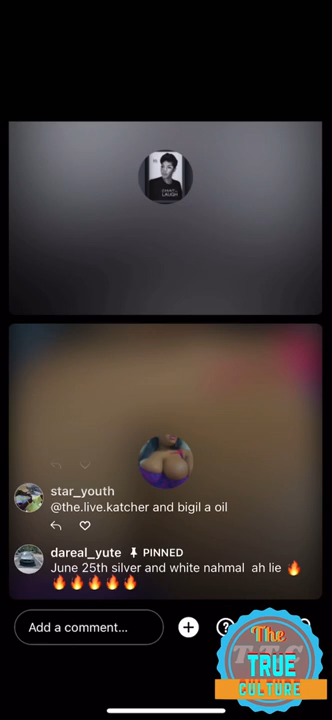 star_youth
@the.live.katcher and bigil a oil
dareal_yute PINNED
June 25th silver and white nahmal ah lie 🔥
🔥🔥🔥🔥🔥🔥
Add a comment...
The
TTC
TRUE
CULTURE